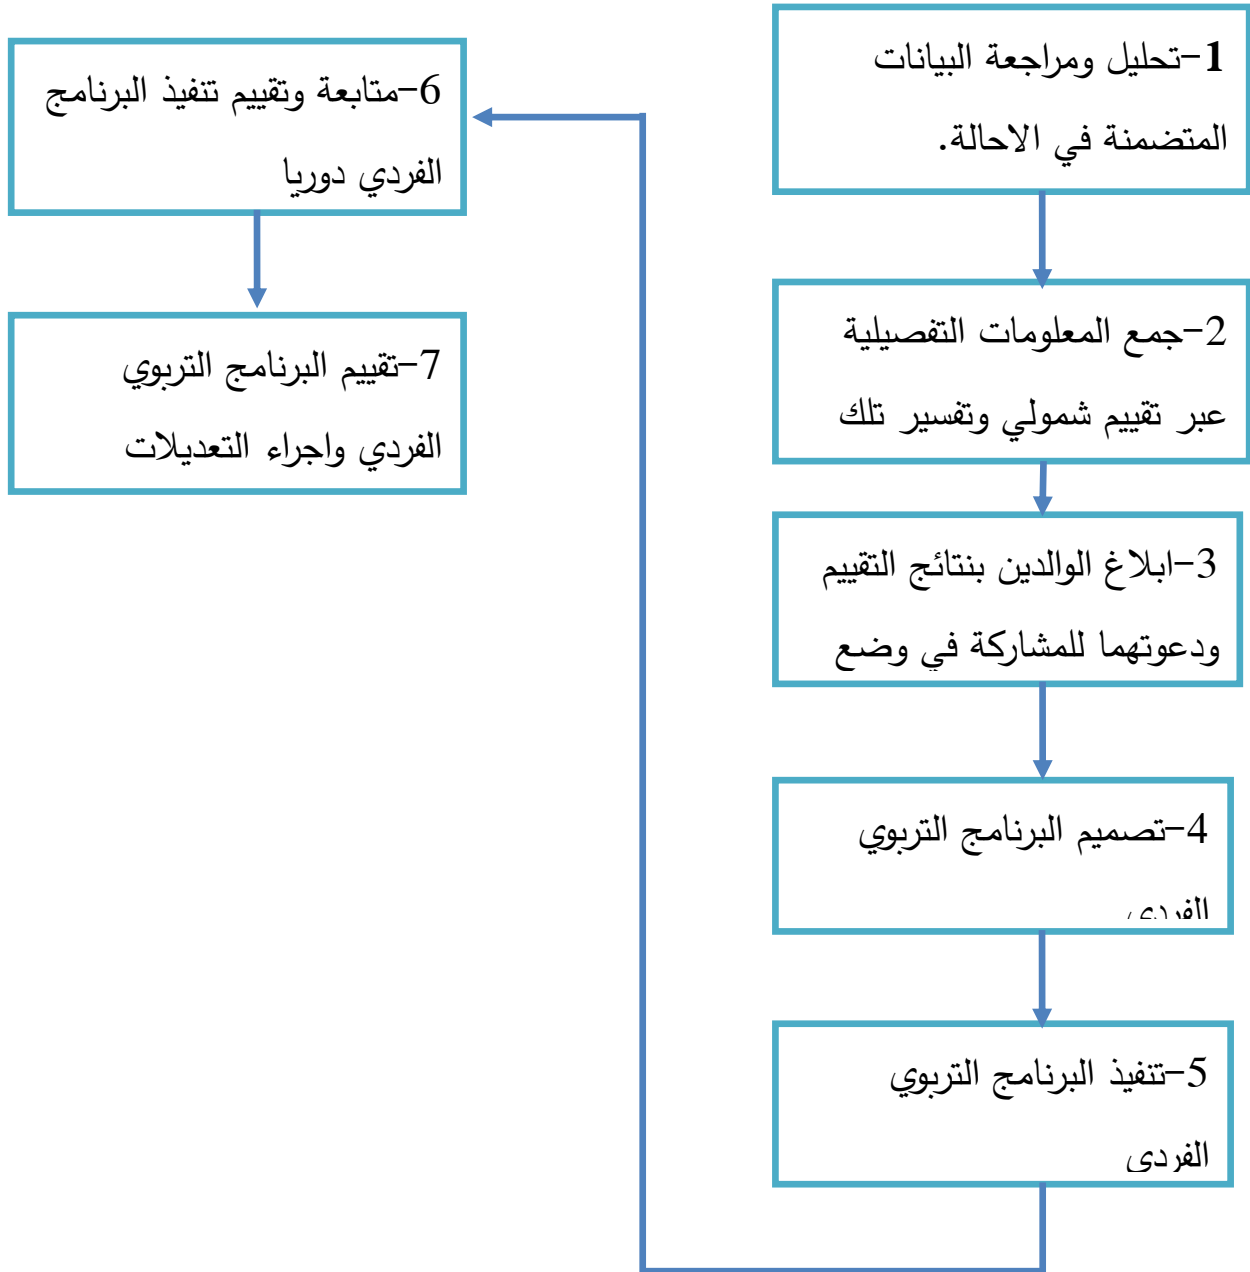 1-تحليل ومراجعة البيانات
المتضمنة في الاحالة.
2-جمع المعلومات التفصيلية
عبر تقييم شمولي وتفسير تلك
3-ابلاغ الوالدين بنتائج التقييم
ودعوتهما للمشاركة في وضع
4-تصميم البرنامج التربوي
الفردي
5-تنفيذ البرنامج التربوي
الفردي
6-متابعة وتقييم تنفيذ البرنامج
الفردي دوريا
7-تقييم البرنامج التربوي
الفردي واجراء التعديلات